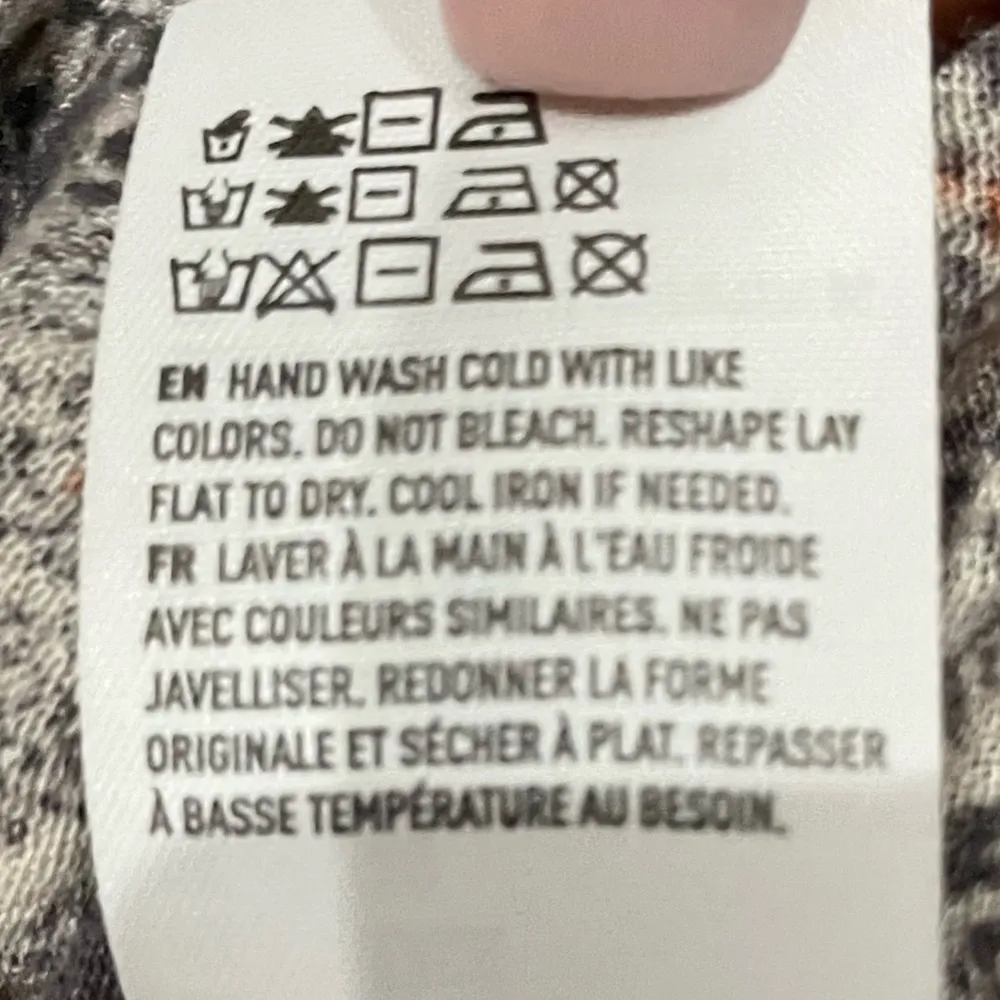 EN HAND WASH COLD WITH LIKE
COLORS. DO NOT BLEACH. RESHAPE LAY
FLAT TO DRY. COOL IRON IF NEEDED.
FR LAVER À LA MAIN À L'EAU FROIDE
AVEC COULEURS SIMILAIRES. NE PAS
JAVELLISER. REDONNER LA FORME
ORIGINALE ET SÉCHER À PLAT. REPASSER
À BASSE TEMPÉRATURE AU BESOIN.